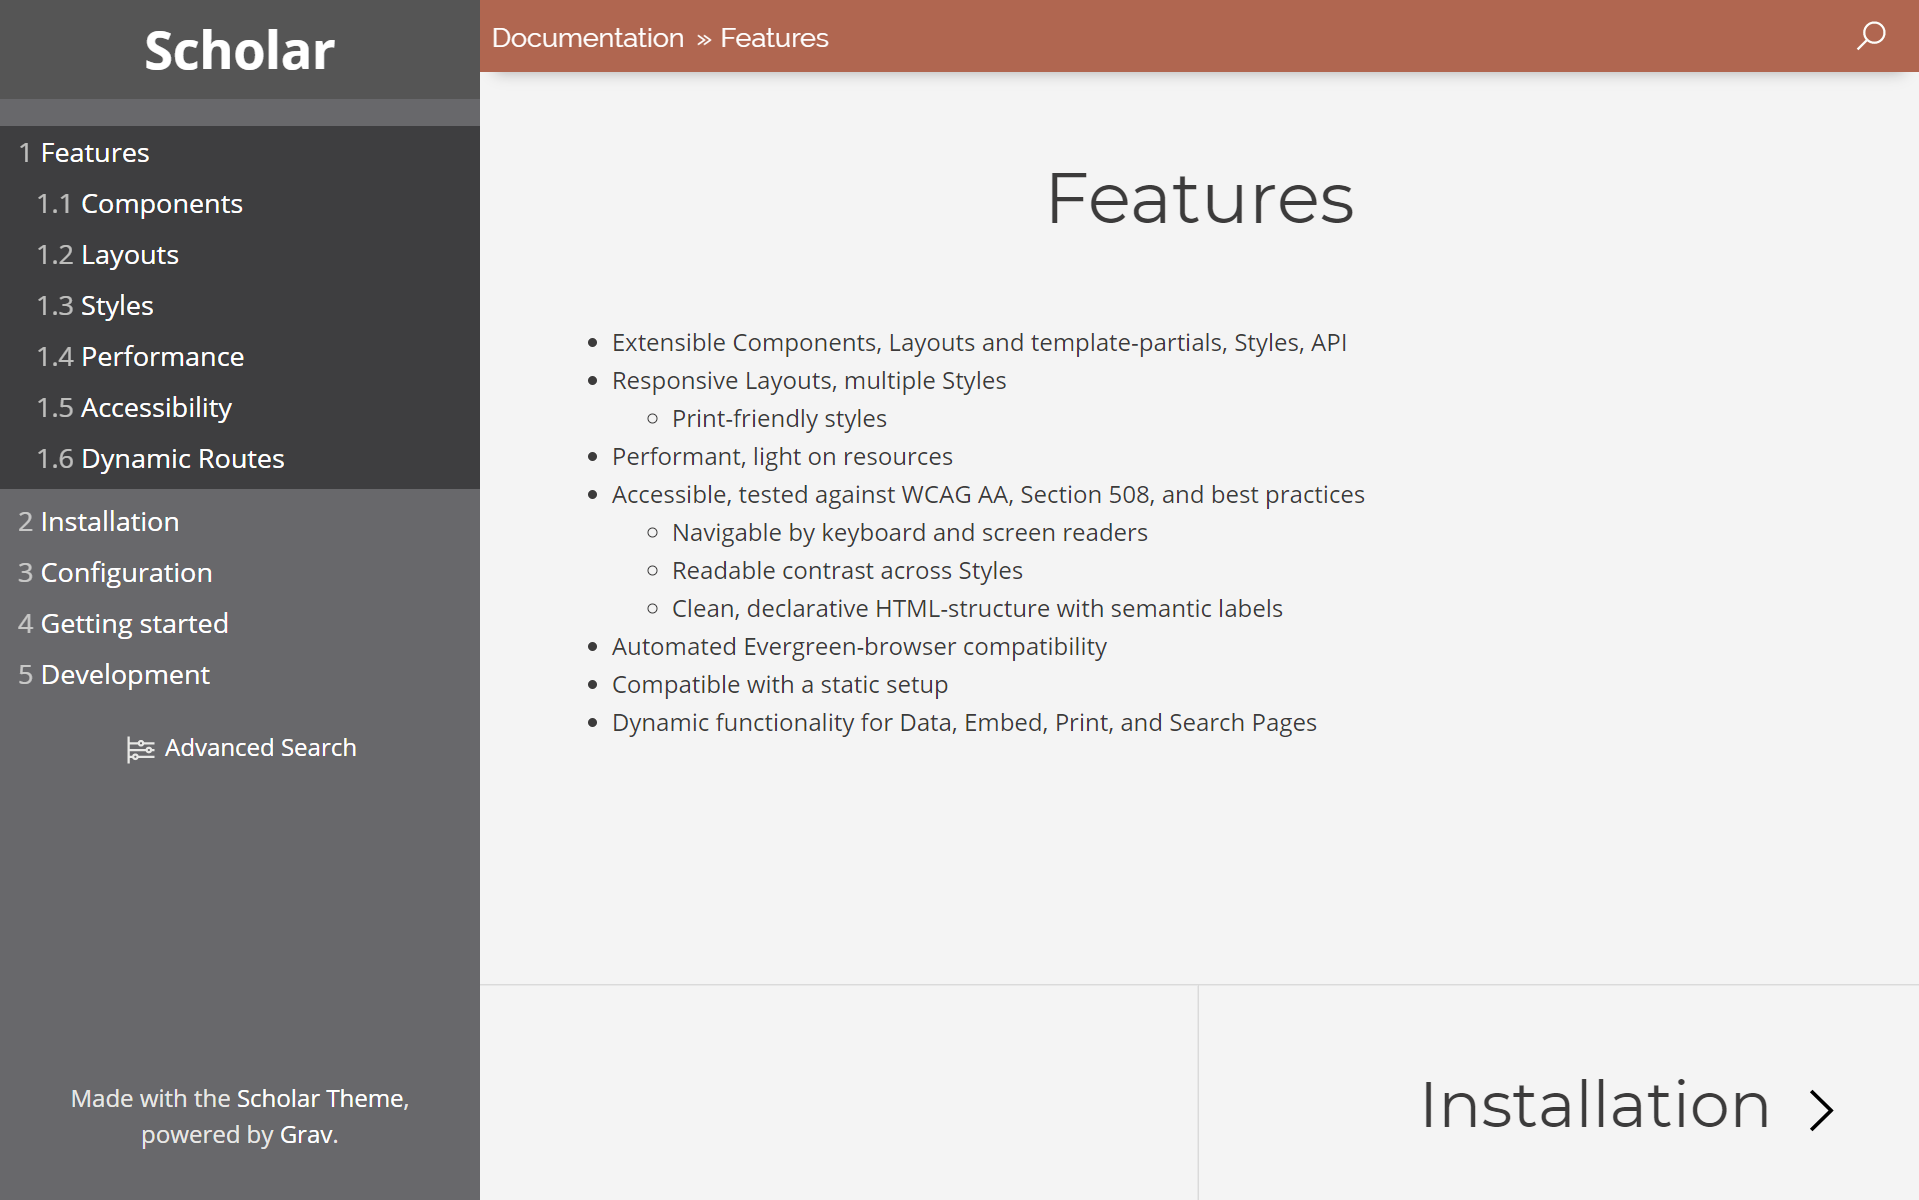 Scholar
1 Features
1.1 Components
1.2 Layouts
1.3 Styles
1.4 Performance
1.5 Accessibility
1.6 Dynamic Routes
2 Installation
3 Configuration
4 Getting started
5 Development
Advanced Search
Made with the Scholar Theme,
powered by Grav.
Documentation » Features
Features
• Extensible Components, Layouts and template-partials, Styles, API
• Responsive Layouts, multiple Styles
◦ Print-friendly styles
• Performant, light on resources
• Accessible, tested against WCAG AA, Section 508, and best practices
◦ Navigable by keyboard and screen readers
◦ Readable contrast across Styles
◦ Clean, declarative HTML-structure with semantic labels
• Automated Evergreen-browser compatibility
• Compatible with a static setup
• Dynamic functionality for Data, Embed, Print, and Search Pages
Installation